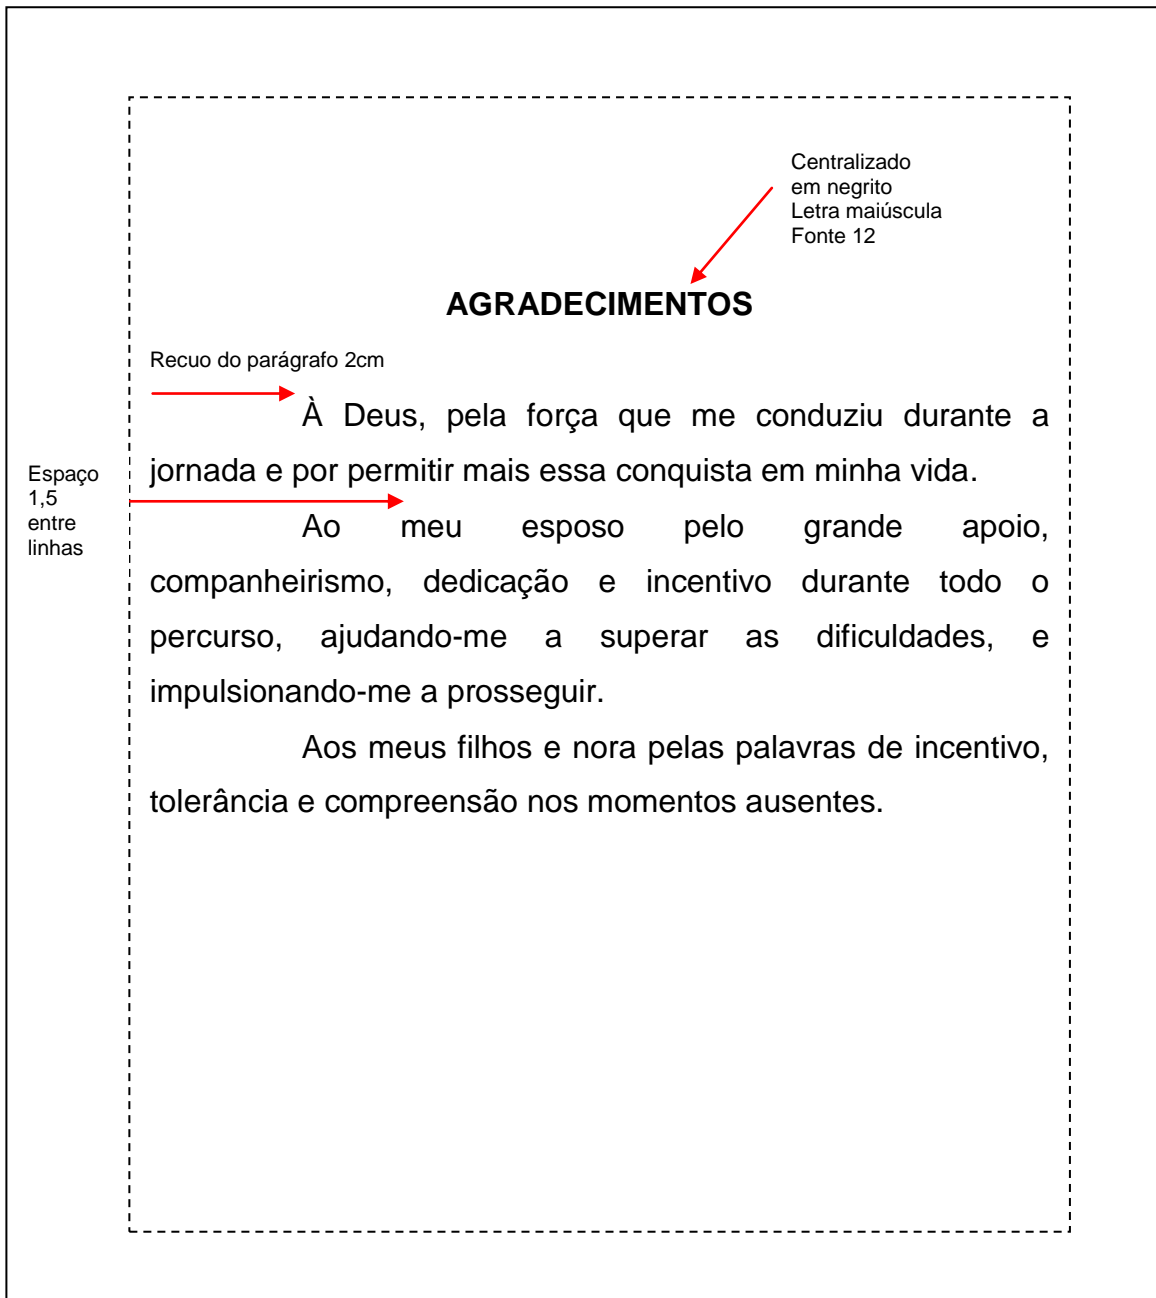 Centralizado
em negrito
Letra maiúscula
Fonte 12
AGRADECIMENTOS
Recuo do parágrafo 2cm
À Deus, pela força que me conduziu durante a
jornada e por permitir mais essa conquista em minha vida.
Espaço
1,5
entre
linhas
Ao meu esposo pelo grande apoio,
companheirismo, dedicação e incentivo durante todo o
percurso, ajudando-me a superar as dificuldades, e
impulsionando-me a prosseguir.
Aos meus filhos e nora pelas palavras de incentivo,
tolerância e compreensão nos momentos ausentes.